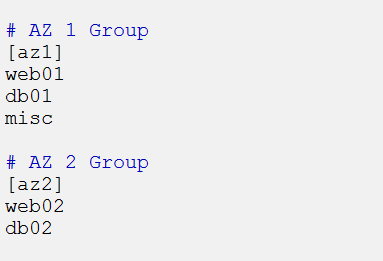 # AZ 1 Group
[az1]
web01
db01
misc
# AZ 2 Group
[az2]
web02
db02